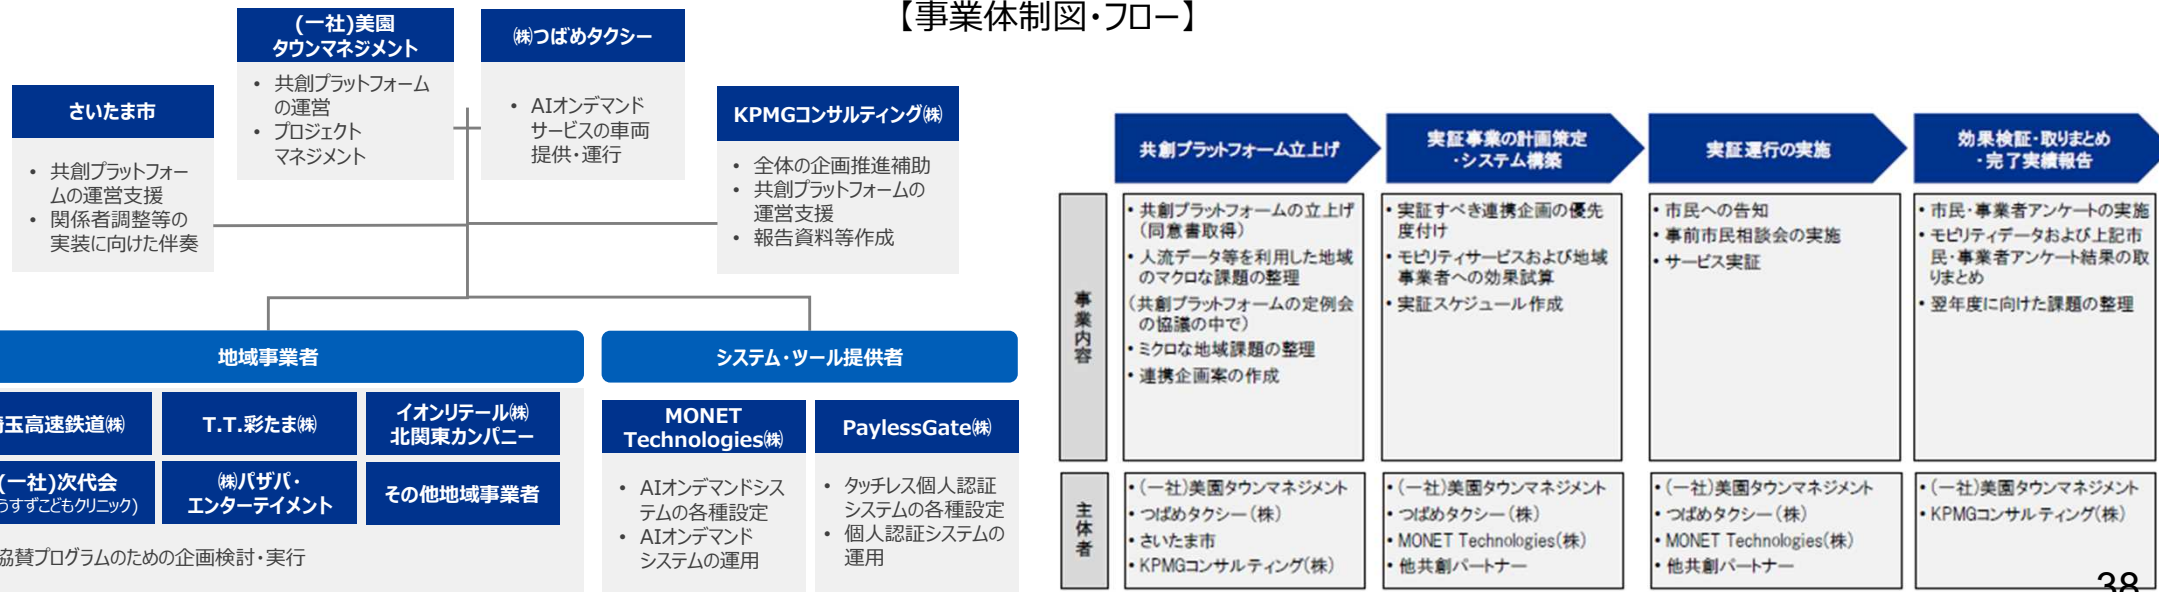 【事業体制図・フロー】
(一社)美園
タウンマネジメント
・共創プラットフォーム
の運営
・プロジェクト
マネジメント
㈱つばめタクシー
・AIオンデマンド
サービスの車両
提供・運行
さいたま市
・共創プラットフォー
ムの運営支援
・関係者調整等の
実装に向けた伴奏
KPMGコンサルティング㈱
・全体の企画推進補助
・共創プラットフォームの
運営支援
・報告資料等作成
地域事業者
玉高速鉄道㈱
T.T.彩たま㈱
イオンリテール㈱
北関東カンパニー
(一社)次代会
うすずこどもクリニック)
㈱パザパ・
エンターテイメント
その他地域事業者
協賛プログラムのための企画検討・実行
システム・ツール提供者
MONET
Technologies㈱
・AIオンデマンドシス
テムの各種設定
・AIオンデマンド
システムの運用
PaylessGate㈱
・タッチレス個人認証
システムの各種設定
・個人認証システムの
運用
共創プラットフォーム立上げ
実証事業の計画策定
・システム構築
実証運行の実施
効果検証・取りまとめ
・完了実績報告
事業内容
・共創プラットフォームの立上げ
(同意書取得)
・人流データ等を利用した地域
のマクロな課題の整理
(共創プラットフォームの定例会
の協議の中で)
・ミクロな地域課題の整理
・連携企画案の作成
・実証すべき連携企画の優先
度付け
・モビリティサービスおよび地域
事業者への効果試算
・実証スケジュール作成
・市民への告知
・事前市民相談会の実施
・サービス実証
・市民・事業者アンケートの実施
・モビリティデータおよび上記市
民・事業者アンケート結果の取
りまとめ
・翌年度に向けた課題の整理
主体者
・(一社)美園タウンマネジメント
・つばめタクシー(株)
・さいたま市
・KPMGコンサルティング(株)
・(一社)美園タウンマネジメント
・つばめタクシー(株)
・MONET Technologies(株)
・他共創パートナー
・(一社)美園タウンマネジメント
・つばめタクシー(株)
・MONET Technologies(株)
・他共創パートナー
・(一社)美園タウンマネジメント
・KPMGコンサルティング(株)
38